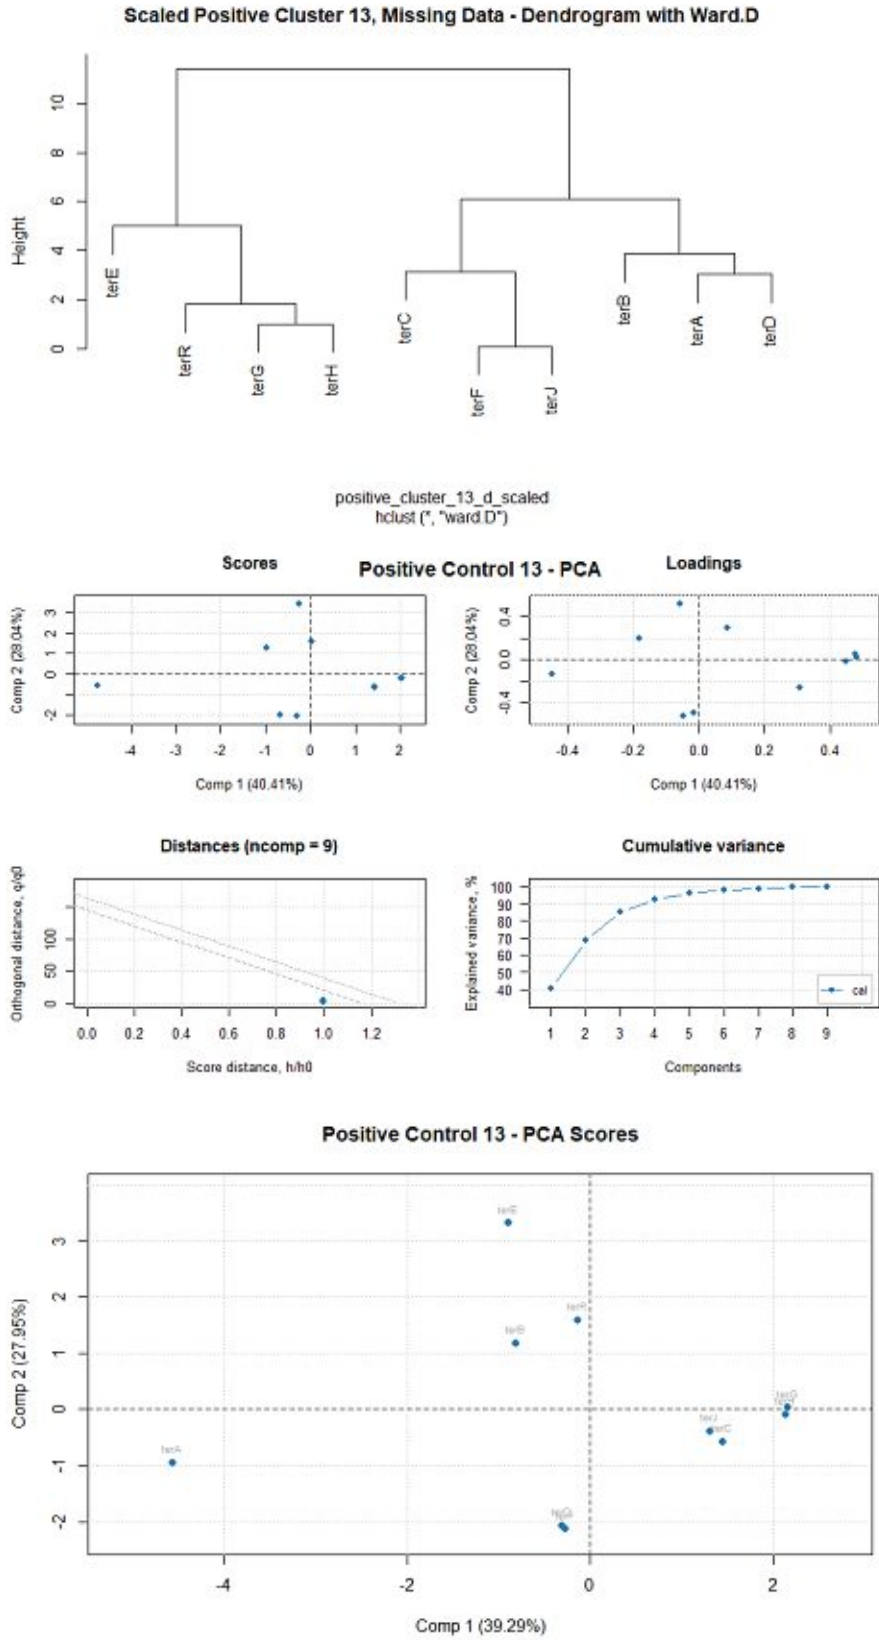 Scaled Positive Cluster 13, Missing Data - Dendrogram with Ward.D
Height
0 2 4 6 8 10
terE
terR
terG
terH
terC
terF
terJ
terB
terA
terD
positive_cluster_13_d_scaled
hclust (*, "ward.D")
Positive Control 13 - PCA
Scores
Comp 2 (28.04%)
3
2
1
0
-2
-4 -3 -2 -1 0 1 2
Comp 1 (40.41%)
Loadings
Comp 2 (28.04%)
0.4
0.0
-0.4
-0.4 -0.2 0.0 0.2 0.4
Comp 1 (40.41%)
Distances (ncomp = 9)
Orthogonal distance, q/q0
100
50
0
0.0 0.2 0.4 0.6 0.8 1.0 1.2
Score distance, h/h0
Cumulative variance
Explained variance, %
100
90
80
70
60
50
40
cal
1 2 3 4 5 6 7 8 9
Components
Positive Control 13 - PCA Scores
Comp 2 (27.95%)
3
2
1
0
-1
-2
terE
terR
terB
terA
terJ
terC
terG
-4 -2 0 2
Comp 1 (39.29%)